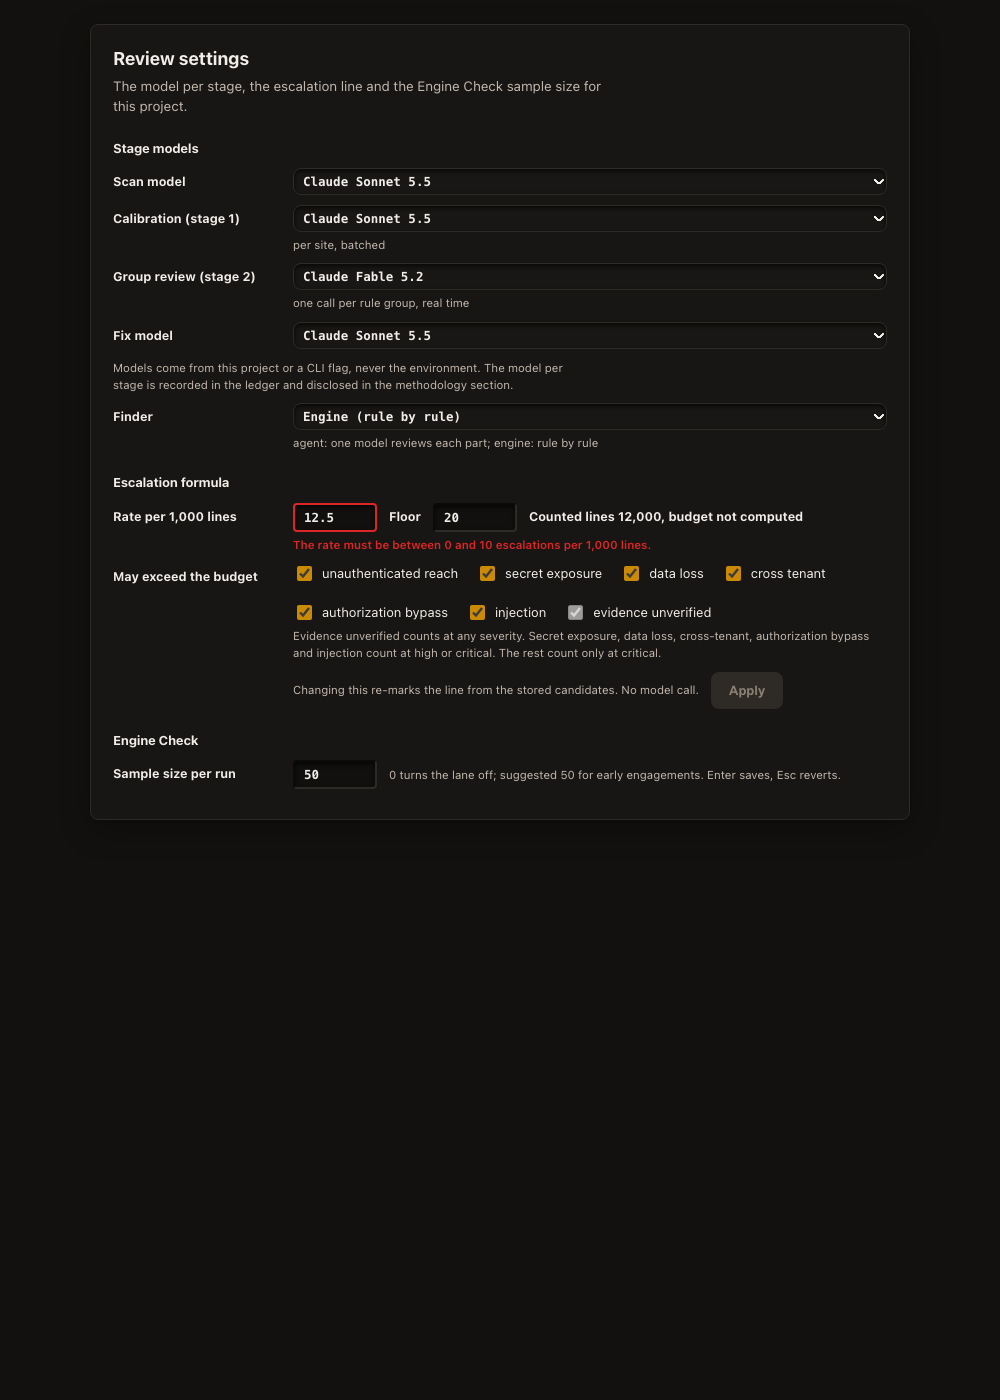 Review settings
The model per stage, the escalation line and the Engine Check sample size for
this project.
Stage models
Scan model
Claude Sonnet 5.5
Calibration (stage 1)
Claude Sonnet 5.5
per site, batched
Group review (stage 2)
Claude Fable 5.2
one call per rule group, real time
Fix model
Claude Sonnet 5.5
Models come from this project or a CLI flag, never the environment. The model per
stage is recorded in the ledger and disclosed in the methodology section.
Finder
Engine (rule by rule)
agent: one model reviews each part; engine: rule by rule
Escalation formula
Rate per 1,000 lines 12.5 Floor 20 Counted lines 12,000, budget not computed
The rate must be between 0 and 10 escalations per 1,000 lines.
May exceed the budget unauthenticated reach secret exposure data loss cross tenant
authorization bypass injection evidence unverified
Evidence unverified counts at any severity. Secret exposure, data loss, cross-tenant, authorization bypass
and injection count at high or critical. The rest count only at critical.
Changing this re-marks the line from the stored candidates. No model call. Apply
Engine Check
Sample size per run 50 0 turns the lane off; suggested 50 for early engagements. Enter saves, Esc reverts.